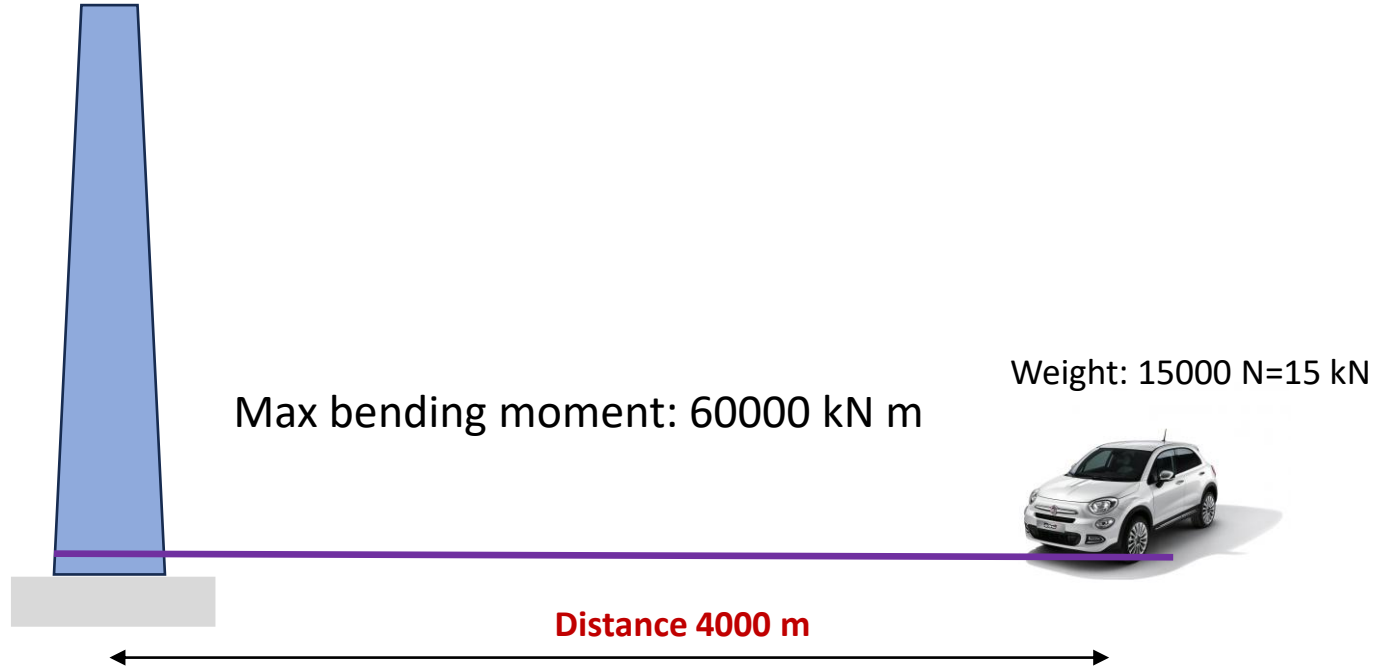 Weight: 15000 N=15 kN
Max bending moment: 60000 kN m
Distance 4000 m